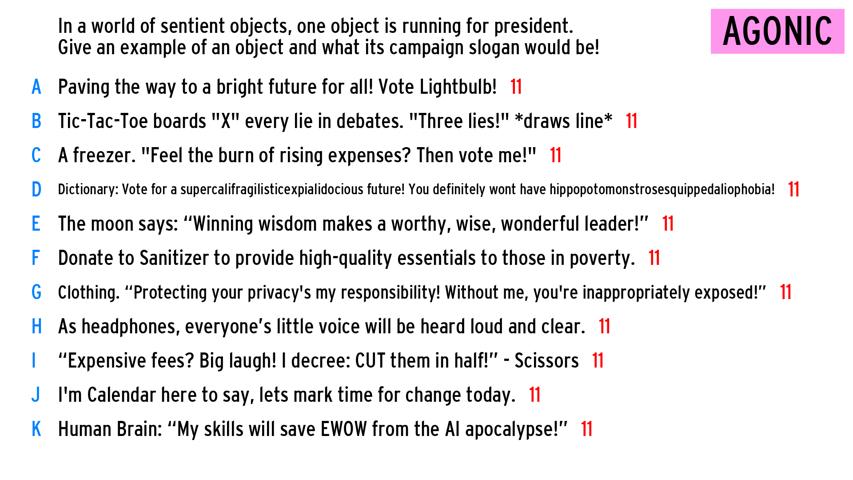 In a world of sentient objects, one object is running for president.
Give an example of an object and what its campaign slogan would be!
AGONIC
A Paving the way to a bright future for all! Vote Lightbulb! 11
B Tic-Tac-Toe boards "X" every lie in debates. "Three lies!" *draws line* 11
C A freezer. "Feel the burn of rising expenses? Then vote me!" 11
D Dictionary: Vote for a supercalifragilisticexpialidocious future! You definitely wont have hippopotomonstrosesquippedaliophobia! 11
E The moon says: “Winning wisdom makes a worthy, wise, wonderful leader!” 11
F Donate to Sanitizer to provide high-quality essentials to those in poverty. 11
G Clothing. “Protecting your privacy's my responsibility! Without me, you're inappropriately exposed!” 11
H As headphones, everyone’s little voice will be heard loud and clear. 11
I “Expensive fees? Big laugh! I decree: CUT them in half!” - Scissors 11
J I'm Calendar here to say, lets mark time for change today. 11
K Human Brain: “My skills will save EWOW from the AI apocalypse!” 11